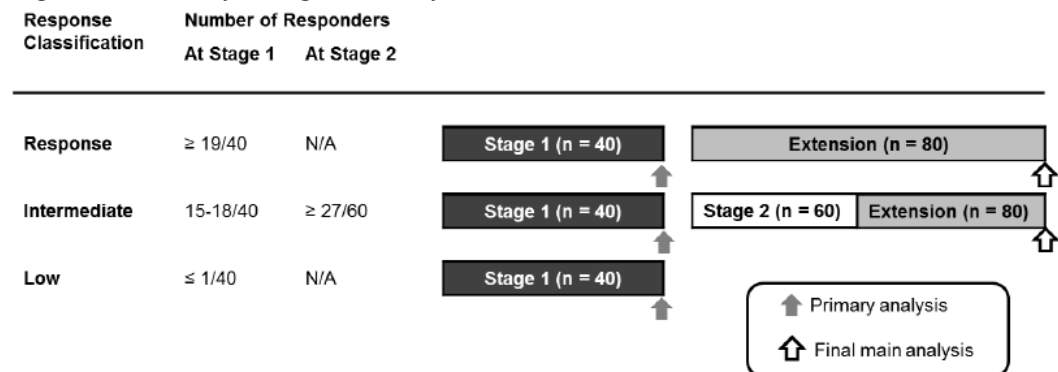 Response Number of Responders
Classification At Stage 1 At Stage 2
Response ≥ 19/40 N/A Stage 1 (n = 40) Extension (n = 80)
Intermediate 15-18/40 ≥ 27/60 Stage 1 (n = 40) Stage 2 (n = 60) Extension (n = 80)
Low ≤ 1/40 N/A Stage 1 (n = 40)
Primary analysis
Final main analysis